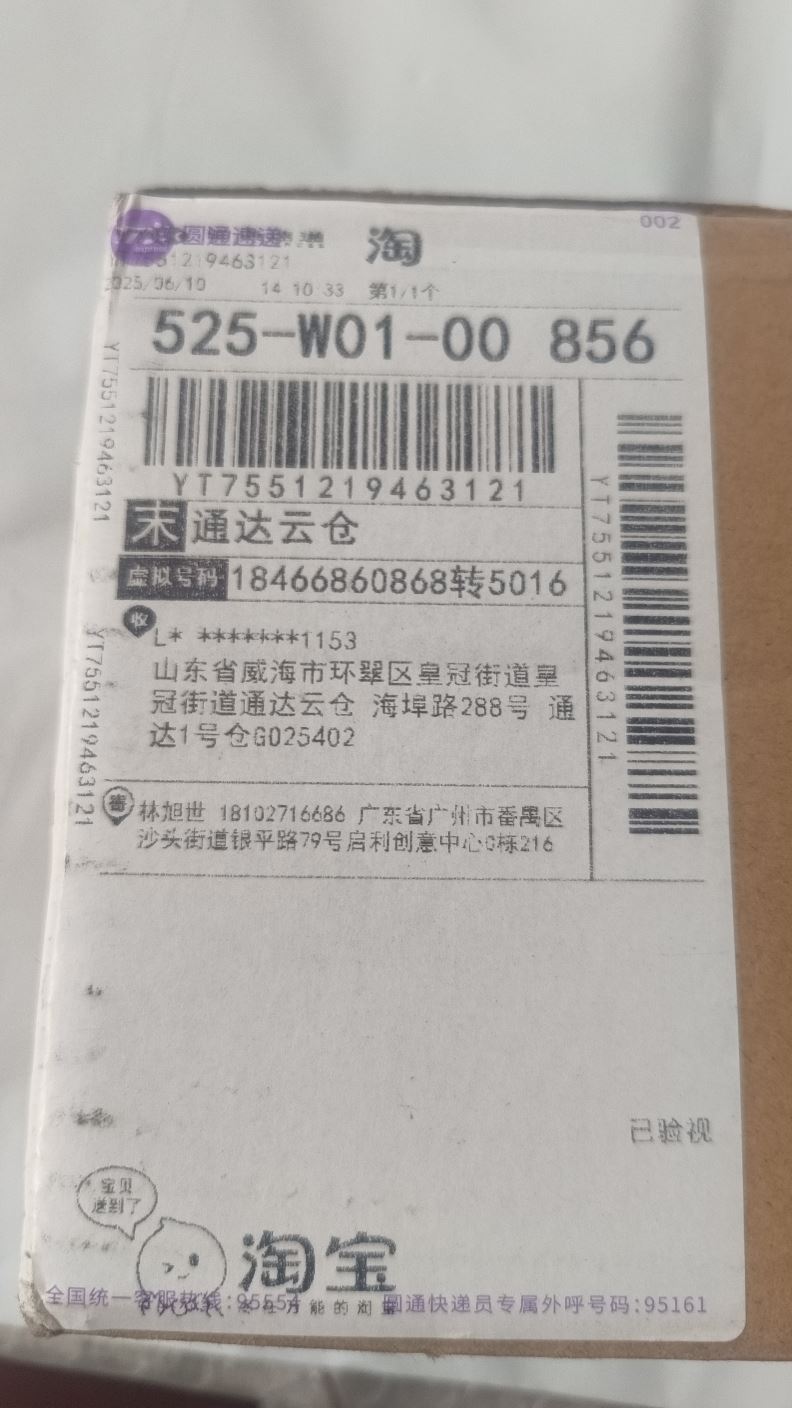 002
圆通速递
淘
YT7551219463121
2025/06/10 14 10 33 第1/1个
525-W01-00 856
YT7551219463121
末 通达云仓
虚拟号码 18466860868转5016
收 L* *******1153
山东省威海市环翠区皇冠街道皇
冠街道通达云仓 海埠路288号 通
达1号仓G025402
寄 林旭世 18102716686 广东省广州市番禺区
沙头街道银平路79号启利创意中心C栋216
YT7551219463121
YT7551219463121
YT7551219463121
已验视
宝贝
送到了
淘宝
全国统一客服热线:95554 圆通快递员专属外呼号码:95161
能的淘宝